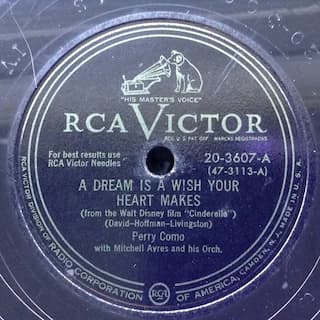 "HIS MASTER'S VOICE"
RCA VICTOR
REG. U. S. PAT. OFF. MARCAS REGISTRADAS
For best results use
RCA Victor Needles
20-3607-A
(47-3113-A)
A DREAM IS A WISH YOUR
HEART MAKES
(from the Walt Disney film "Cinderella")
(David-Hoffman-Livingston)
Perry Como
with Mitchell Ayres and his Orch.
RCA VICTOR DIVISION OF RADIO CORPORATION OF AMERICA, CAMDEN, N.J. MADE IN U.S.A.
RCA